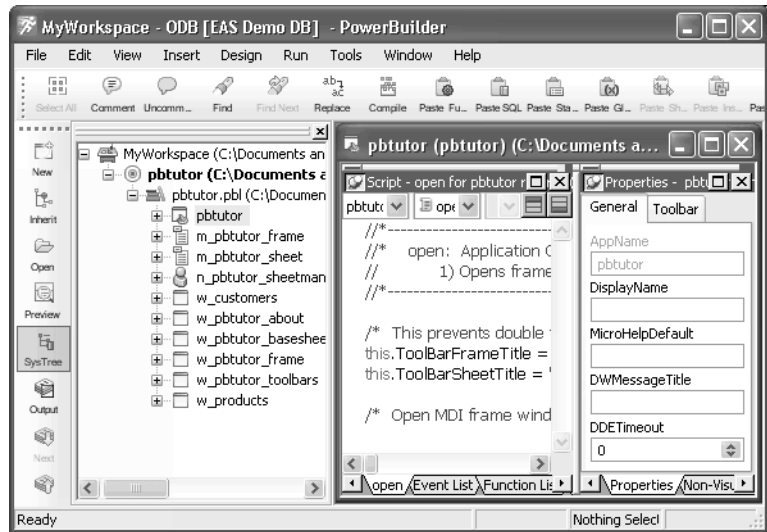 MyWorkspace - ODB [EAS Demo DB] - PowerBuilder
File Edit View Insert Design Run Tools Window Help
Select All Comment Uncomm... Find Find Next Replace Compile Paste Fu... Paste SQL Paste Sta... Paste Gl... Paste Sh... Paste Ins... Pas
New
Inherit
Open
Preview
SysTree
Output
Next
MyWorkspace (C:\Documents an
pbtutor (C:\Documents a
pbtutor.pbl (C:\Documen
pbtutor
m_pbtutor_frame
m_pbtutor_sheet
n_pbtutor_sheetman
w_customers
w_pbtutor_about
w_pbtutor_baseshee
w_pbtutor_frame
w_pbtutor_toolbars
w_products
pbtutor (pbtutor) (C:\Documents a...
Script - open for pbtutor r
pbtutc ope
//*-----------------------------
//* open: Application O
// 1) Opens frame
//*-----------------------------
/* This prevents double
this.ToolBarFrameTitle =
this.ToolBarSheetTitle = '
/* Open MDI frame wind
open Event List Function Lis
Properties - pbtu
General Toolbar
AppName
pbtutor
DisplayName
MicroHelpDefault
DWMessageTitle
DDETimeout
0
Properties Non-Visu
Ready Nothing Selec